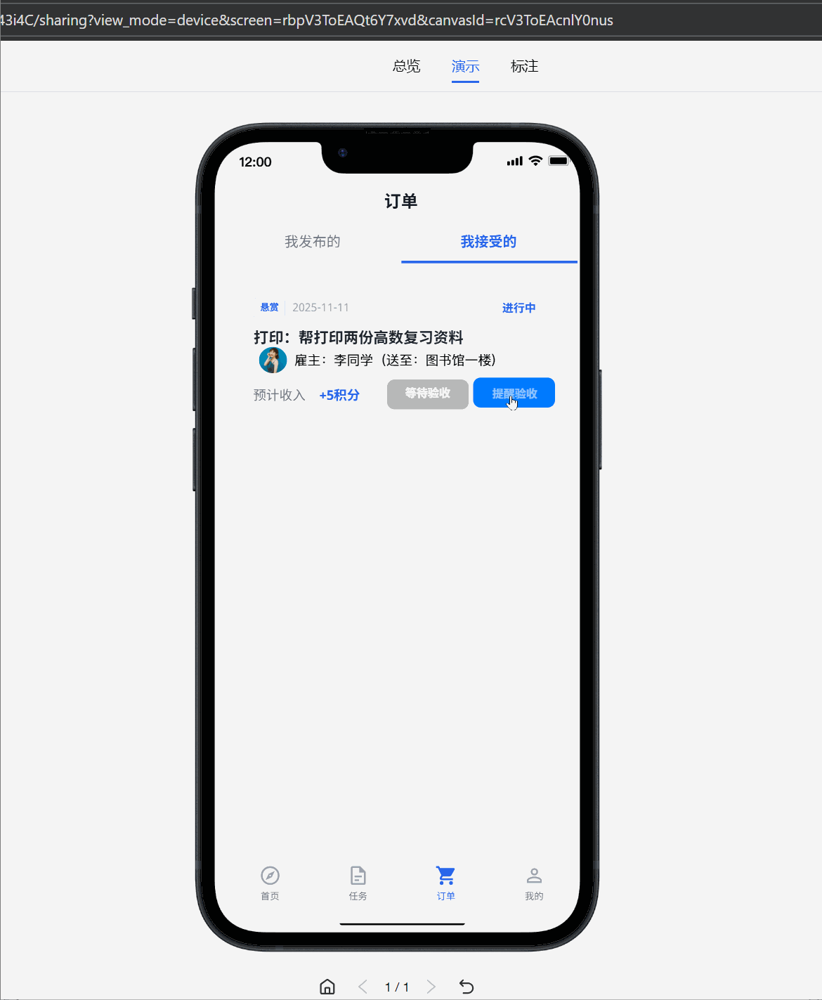 43i4C/sharing?view_mode=device&screen=rbpV3ToEAQt6Y7xvd&canvasId=rcV3ToEAcnlY0nus
总览 演示 标注
12:00
订单
我发布的 我接受的
悬赏 2025-11-11 进行中
打印：帮打印两份高数复习资料
雇主：李同学（送至：图书馆一楼）
预计收入 +5积分 等待验收 提醒验收
首页 任务 订单 我的
1 / 1